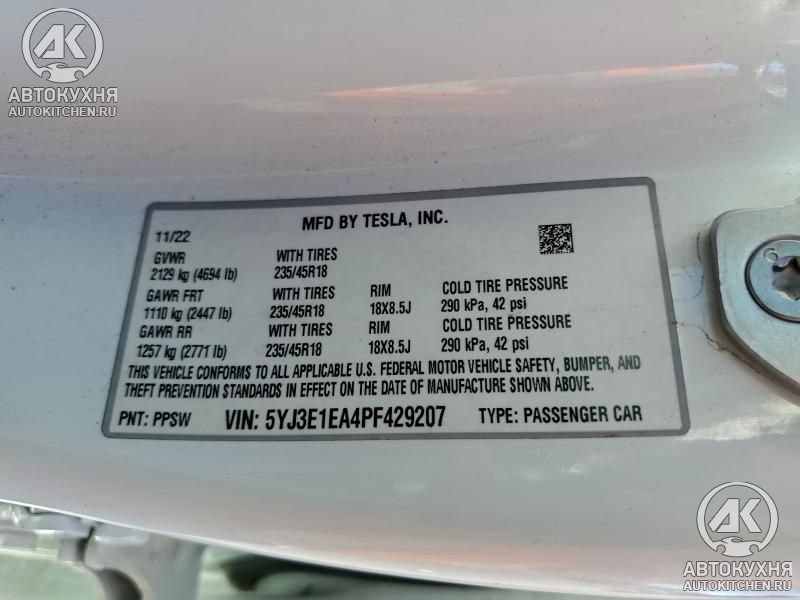 AK
АВТОКУХНЯ
AUTOKITCHEN.RU
MFD BY TESLA, INC.
11/22
GVWR WITH TIRES
2129 kg (4694 lb) 235/45R18
GAWR FRT WITH TIRES RIM COLD TIRE PRESSURE
1110 kg (2447 lb) 235/45R18 18X8.5J 290 kPa, 42 psi
GAWR RR WITH TIRES RIM COLD TIRE PRESSURE
1257 kg (2771 lb) 235/45R18 18X8.5J 290 kPa, 42 psi
THIS VEHICLE CONFORMS TO ALL APPLICABLE U.S. FEDERAL MOTOR VEHICLE SAFETY, BUMPER, AND
THEFT PREVENTION STANDARDS IN EFFECT ON THE DATE OF MANUFACTURE SHOWN ABOVE.
PNT: PPSW VIN: 5YJ3E1EA4PF429207 TYPE: PASSENGER CAR
AK
АВТОКУХНЯ
AUTOKITCHEN.RU